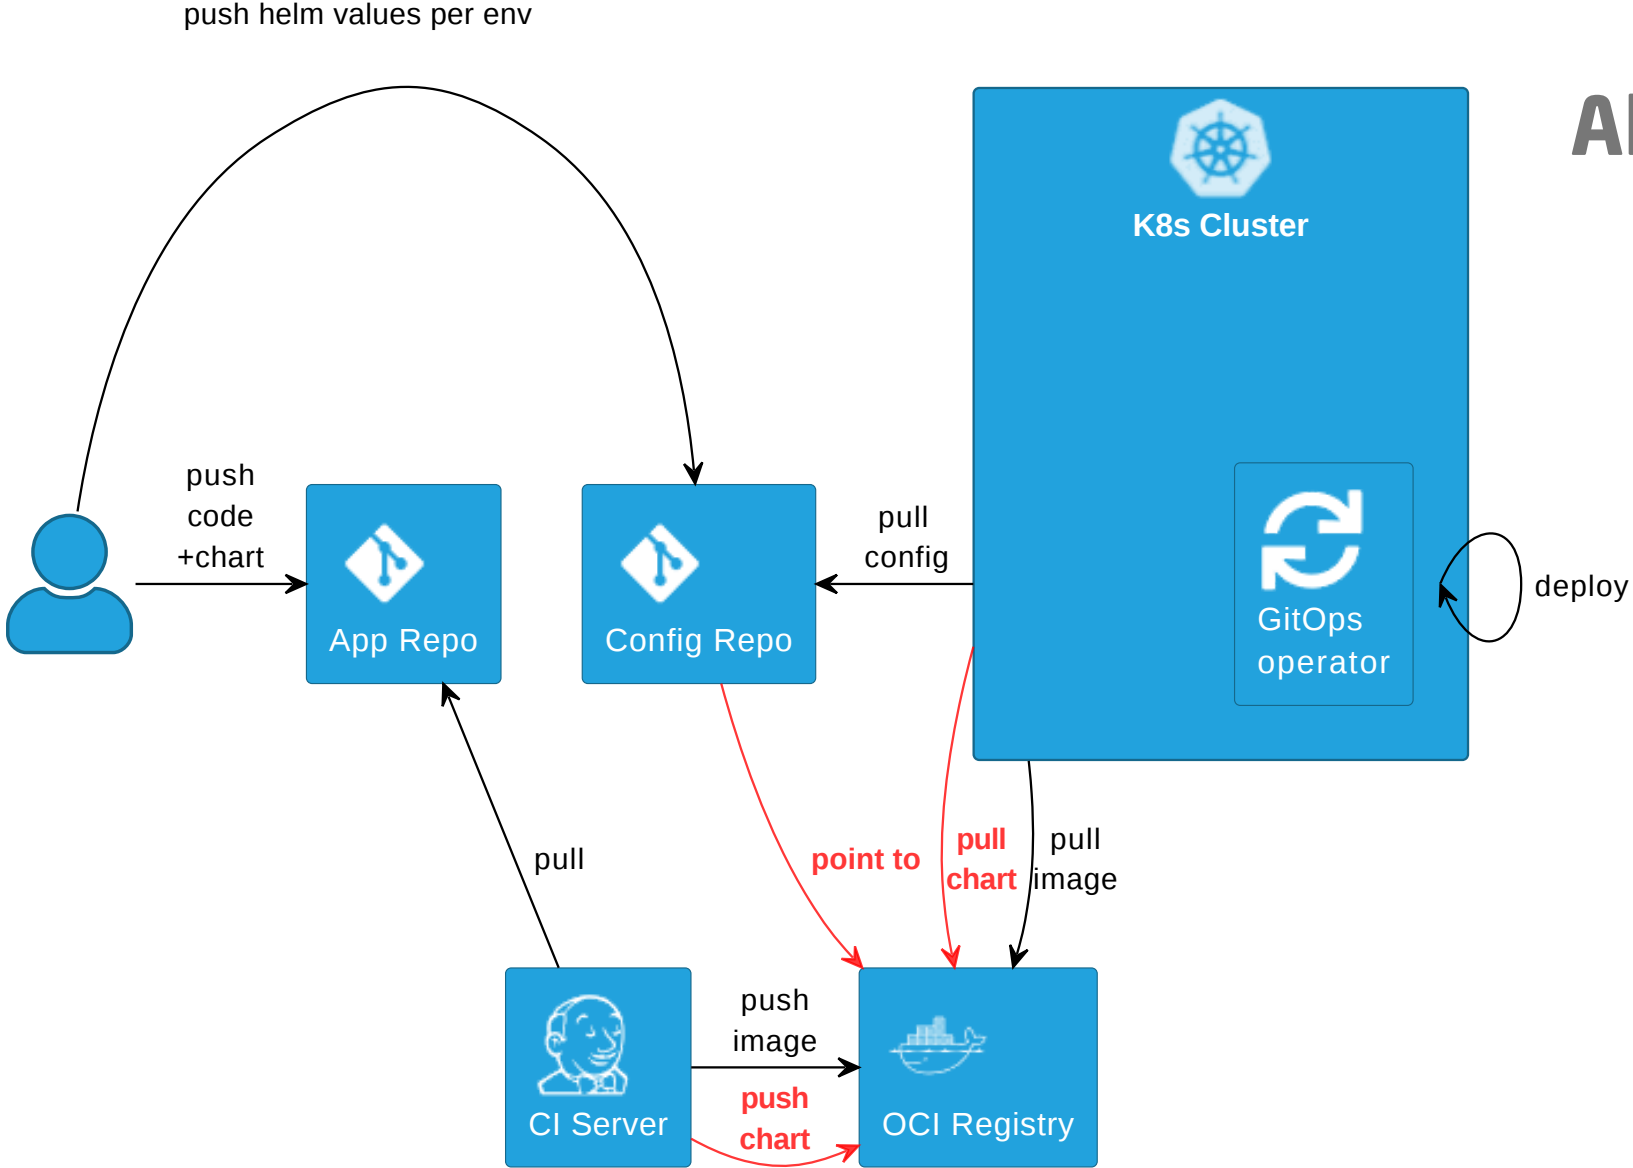 push helm values per env
K8s Cluster
push
code
+chart
App Repo
Config Repo
pull
config
GitOps
operator
deploy
pull
point to
pull
chart
pull
image
CI Server
push
image
push
chart
OCI Registry